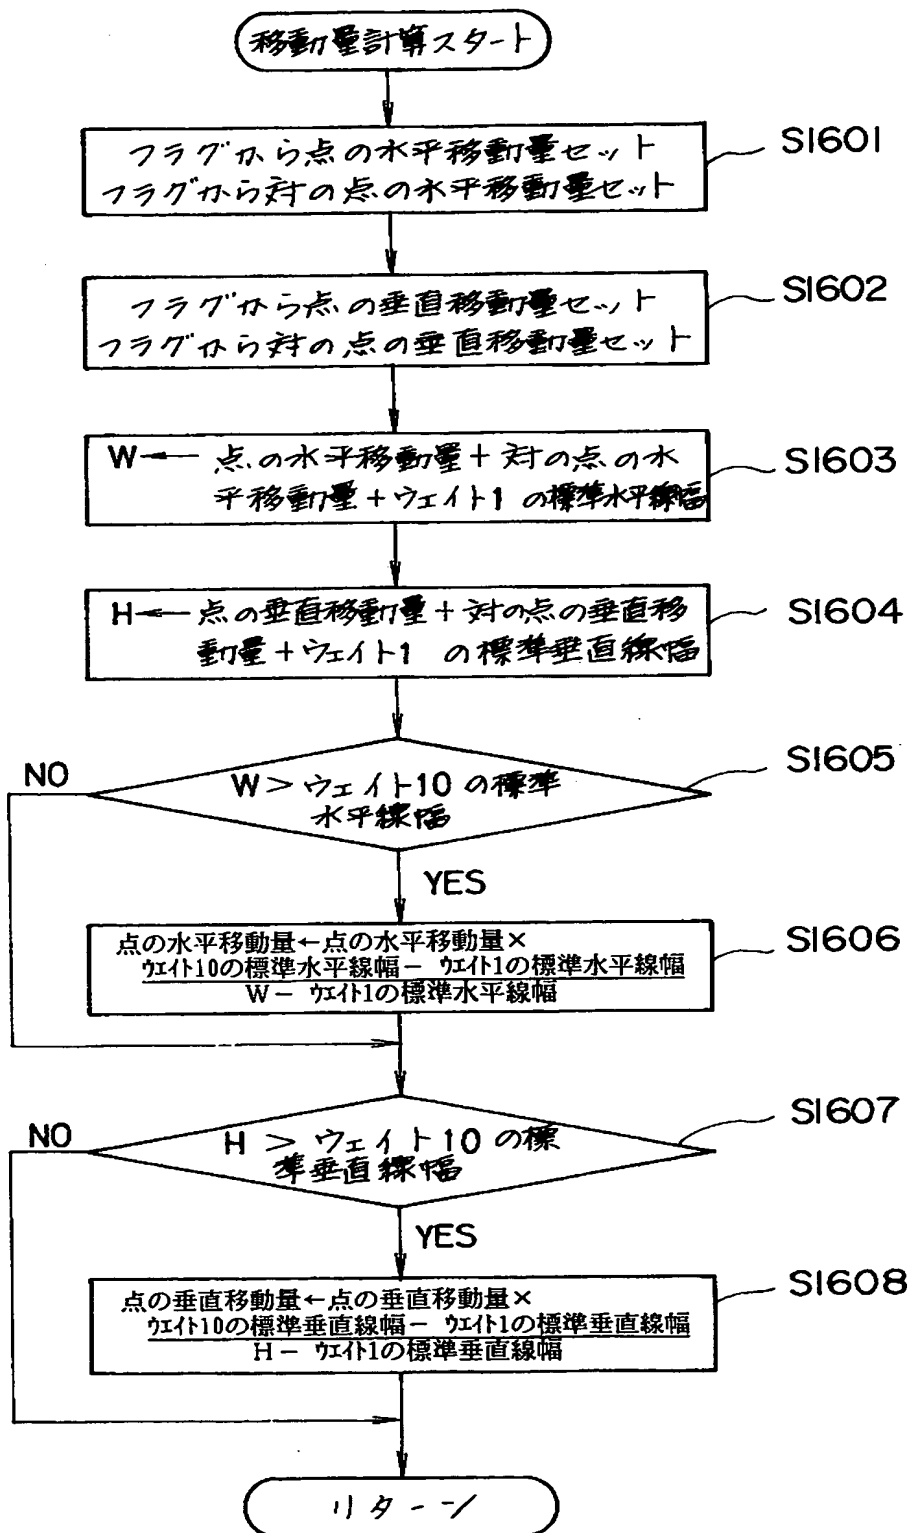 移動量計算スタート
フラグから点の水平移動量セット
フラグから対の点の水平移動量セット
S1601
フラグから点の垂直移動量セット
フラグから対の点の垂直移動量セット
S1602
W← 点の水平移動量+対の点の水
平移動量+ウェイト1の標準水平線幅
S1603
H← 点の垂直移動量+対の点の垂直移
動量+ウェイト1 の標準垂直線幅
S1604
W>ウェイト10の標準
水平線幅
S1605
NO
YES
点の水平移動量←点の水平移動量×
ウエイト10の標準水平線幅− ウエイト1の標準水平線幅
W− ウエイト1の標準水平線幅
S1606
H > ウェイト10の標
準垂直線幅
S1607
NO
YES
点の垂直移動量←点の垂直移動量×
ウエイト10の標準垂直線幅− ウエイト1の標準垂直線幅
H− ウエイト1の標準垂直線幅
S1608
リターン